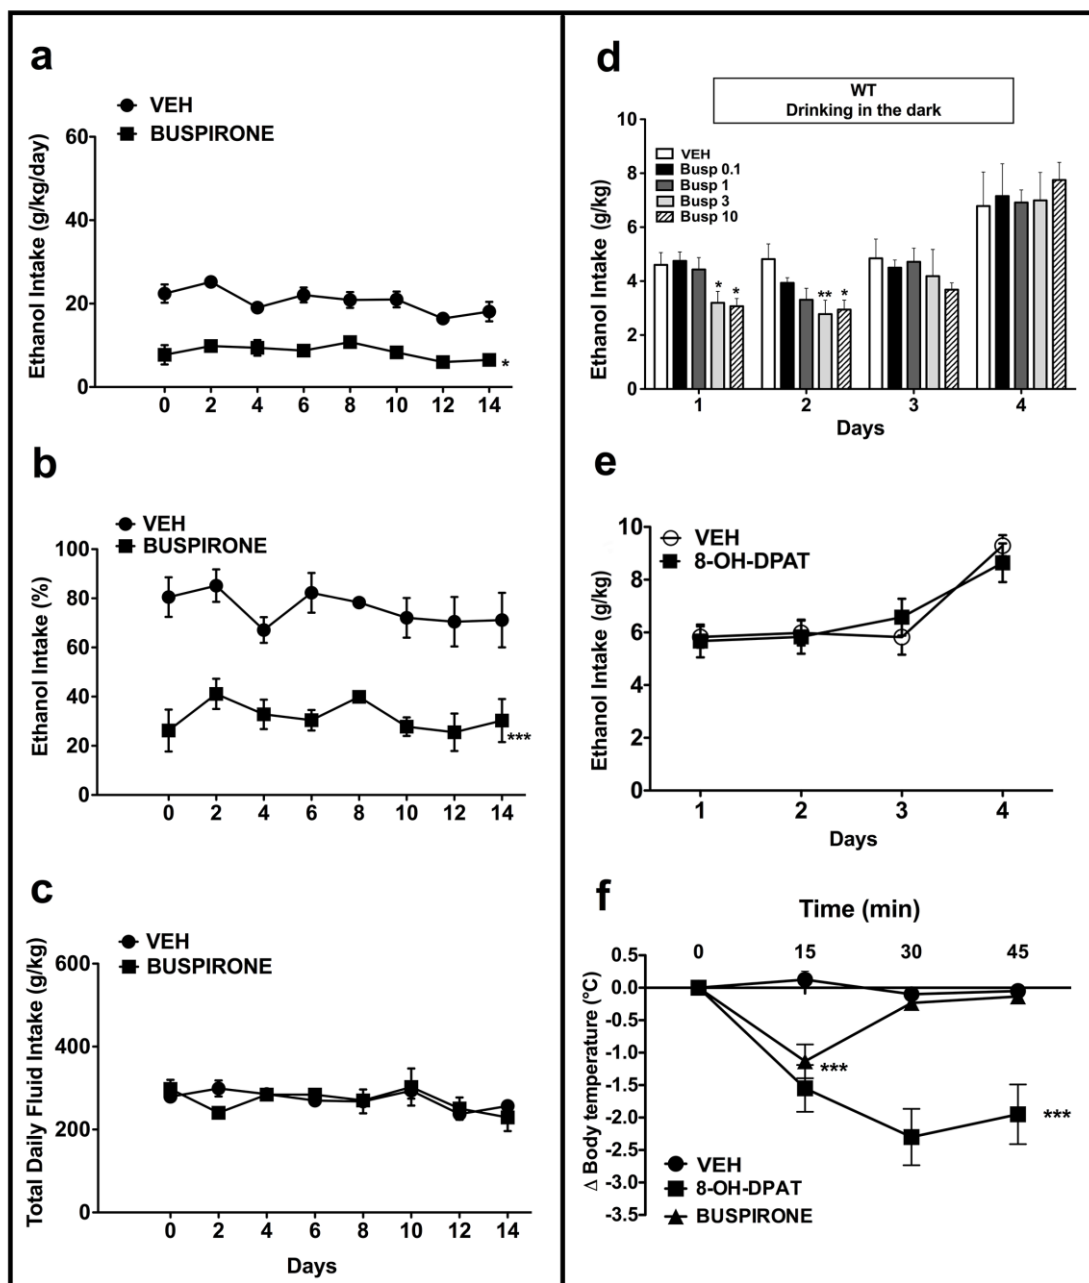 a
VEH
BUSPIRONE
Ethanol Intake (g/kg/day)
60
40
20
0
0 2 4 6 8 10 12 14
*
b
VEH
BUSPIRONE
Ethanol Intake (%)
100
80
60
40
20
0
0 2 4 6 8 10 12 14
***
c
VEH
BUSPIRONE
Total Daily Fluid Intake (g/kg)
600
400
200
0
0 2 4 6 8 10 12 14
Days
d
WT
Drinking in the dark
VEH
Busp 0.1
Busp 1
Busp 3
Busp 10
Ethanol Intake (g/kg)
10
8
6
4
2
0
* *
** *
1 2 3 4
Days
e
VEH
8-OH-DPAT
Ethanol Intake (g/kg)
10
8
6
4
2
0
1 2 3 4
Days
f
Time (min)
0 15 30 45
Δ Body temperature (°C)
0.5
0.0
-0.5
-1.0
-1.5
-2.0
-2.5
-3.0
-3.5
***
***
VEH
8-OH-DPAT
BUSPIRONE